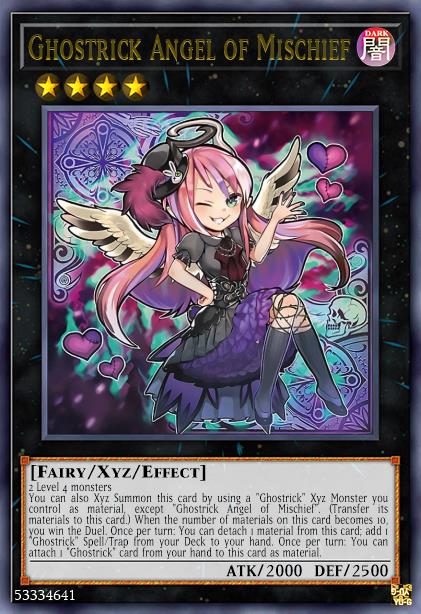 GHOSTRICK ANGEL OF MISCHIEF
DARK
闇
[FAIRY/XYZ/EFFECT]
2 Level 4 monsters
You can also Xyz Summon this card by using a "Ghostrick" Xyz Monster you
control as material, except "Ghostrick Angel of Mischief". (Transfer its
materials to this card.) When the number of materials on this card becomes 10,
you win the Duel. Once per turn: You can detach 1 material from this card; add 1
"Ghostrick" Spell/Trap from your Deck to your hand. Once per turn: You can
attach 1 "Ghostrick" card from your hand to this card as material.
ATK/2000 DEF/2500
53334641